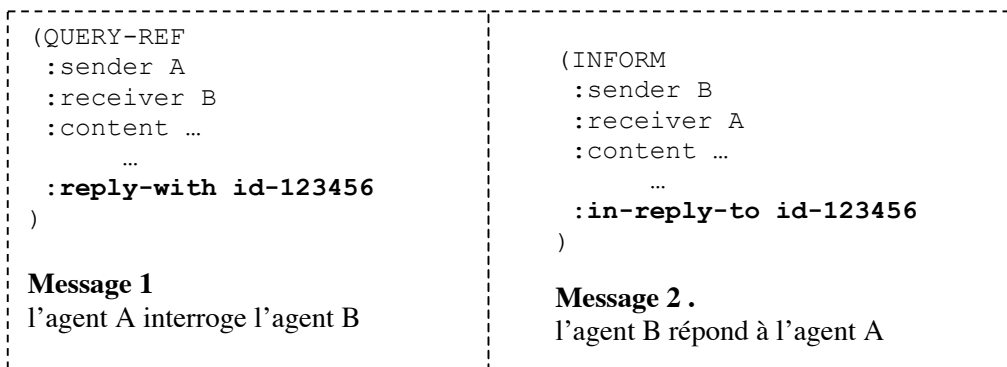 (QUERY-REF
:sender A
:receiver B
:content …
…
:reply-with id-123456
)
Message 1
l’agent A interroge l’agent B
(INFORM
:sender B
:receiver A
:content …
…
:in-reply-to id-123456
)
Message 2 .
l’agent B répond à l’agent A